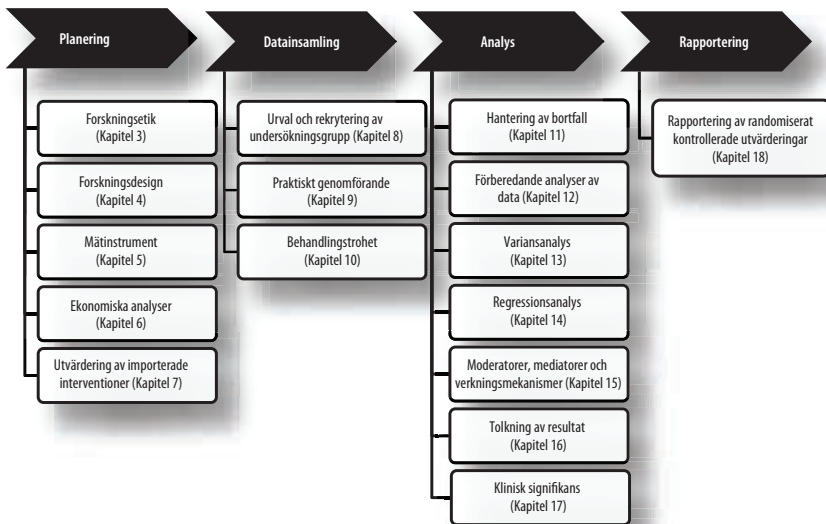 Planering
Forskningsetik
(Kapitel 3)
Forskningsdesign
(Kapitel 4)
Mätinstrument
(Kapitel 5)
Ekonomiska analyser
(Kapitel 6)
Utvärdering av importerade
interventioner (Kapitel 7)
Datainsamling
Urval och rekrytering av
undersökningsgrupp (Kapitel 8)
Praktiskt genomförande
(Kapitel 9)
Behandlingstrohet
(Kapitel 10)
Analys
Hantering av bortfall
(Kapitel 11)
Förberedande analyser av
data (Kapitel 12)
Variansanalys
(Kapitel 13)
Regressionsanalys
(Kapitel 14)
Moderatorer, mediatorer och
verkningsmekanismer (Kapitel 15)
Tolkning av resultat
(Kapitel 16)
Klinisk signifikans
(Kapitel 17)
Rapportering
Rapportering av randomiserat
kontrollerade utvärderingar
(Kapitel 18)